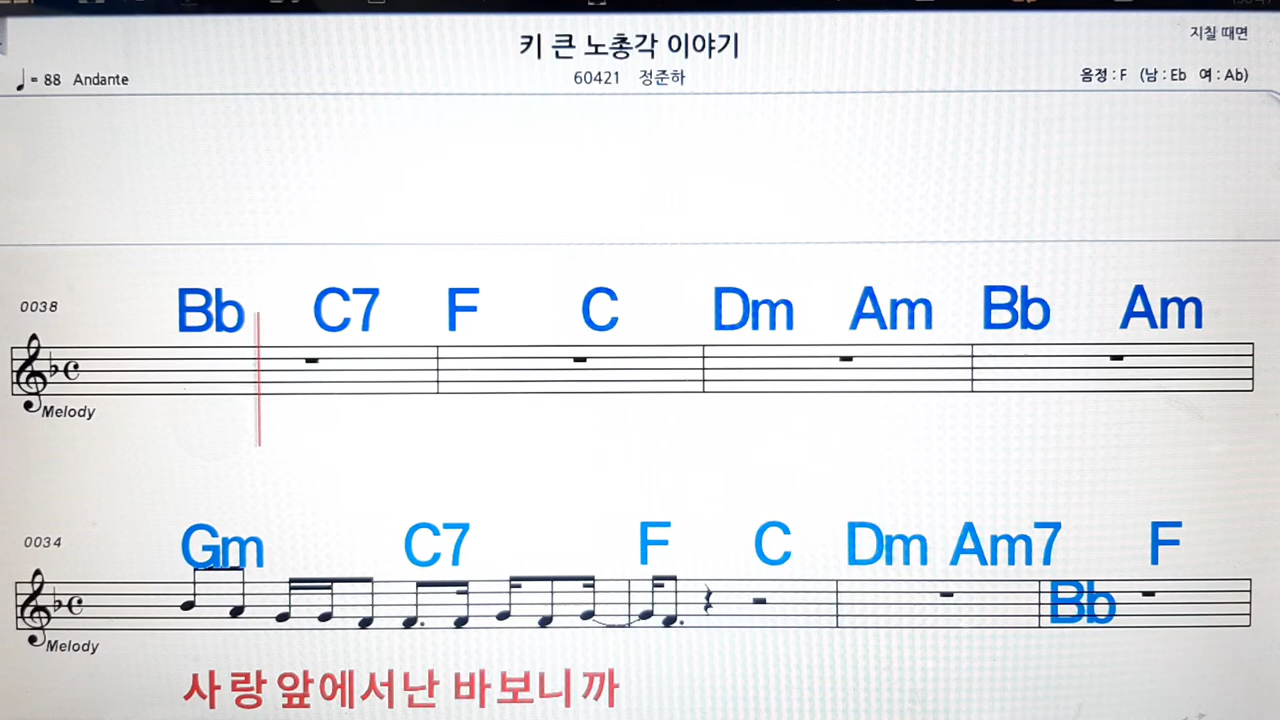 키 큰 노총각 이야기
지칠 때면
♩= 88 Andante
60421 정준하
음정 : F (남 : Eb 여 : Ab)
0038
Bb C7 F C Dm Am Bb Am
Melody
0034
Gm C7 F C Dm Am7 F
Bb
Melody
사랑 앞에서난 바보니까